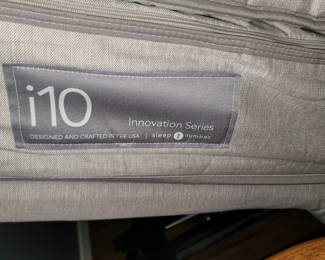 i10
Innovation Series
DESIGNED AND CRAFTED IN THE USA | sleep number